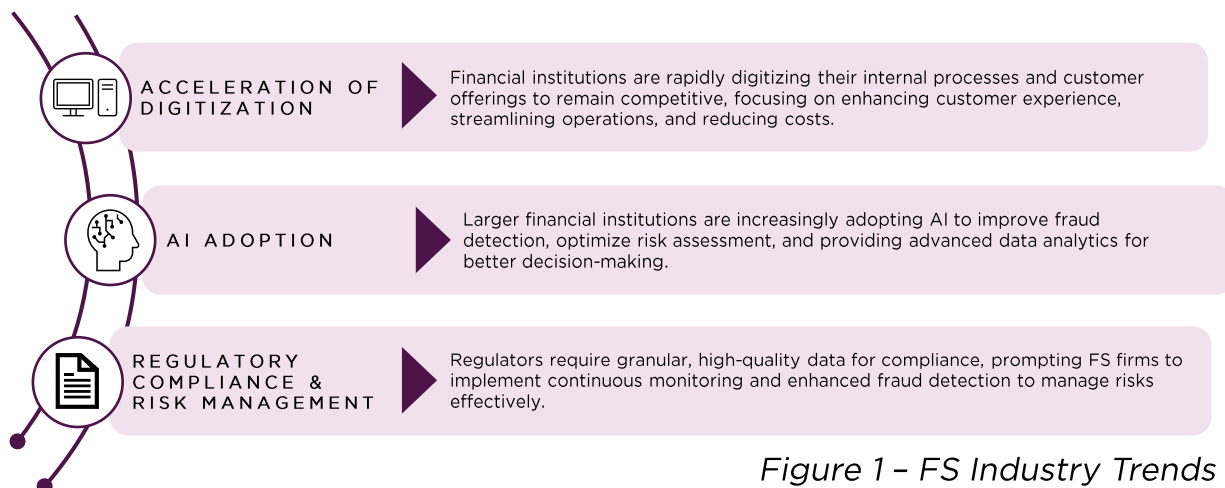 ACCELERATION OF
DIGITIZATION
Financial institutions are rapidly digitizing their internal processes and customer
offerings to remain competitive, focusing on enhancing customer experience,
streamlining operations, and reducing costs.
AI ADOPTION
Larger financial institutions are increasingly adopting AI to improve fraud
detection, optimize risk assessment, and providing advanced data analytics for
better decision-making.
REGULATORY
COMPLIANCE &
RISK MANAGEMENT
Regulators require granular, high-quality data for compliance, prompting FS firms to
implement continuous monitoring and enhanced fraud detection to manage risks
effectively.
Figure 1 – FS Industry Trends